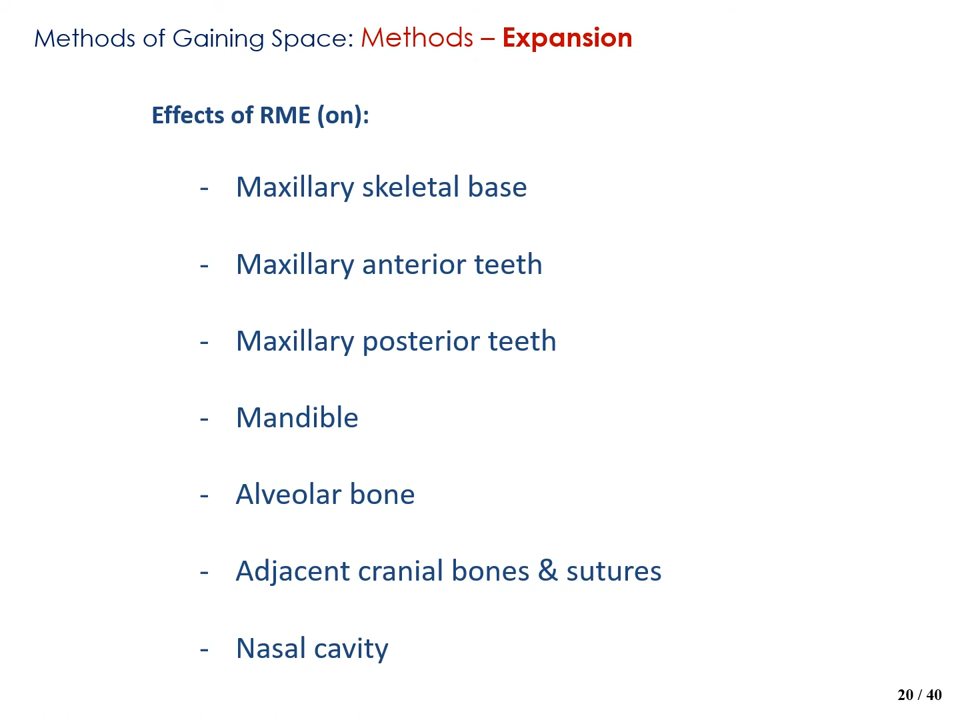 Methods of Gaining Space: Methods – Expansion
Effects of RME (on):
- Maxillary skeletal base
- Maxillary anterior teeth
- Maxillary posterior teeth
- Mandible
- Alveolar bone
- Adjacent cranial bones & sutures
- Nasal cavity
20 / 40